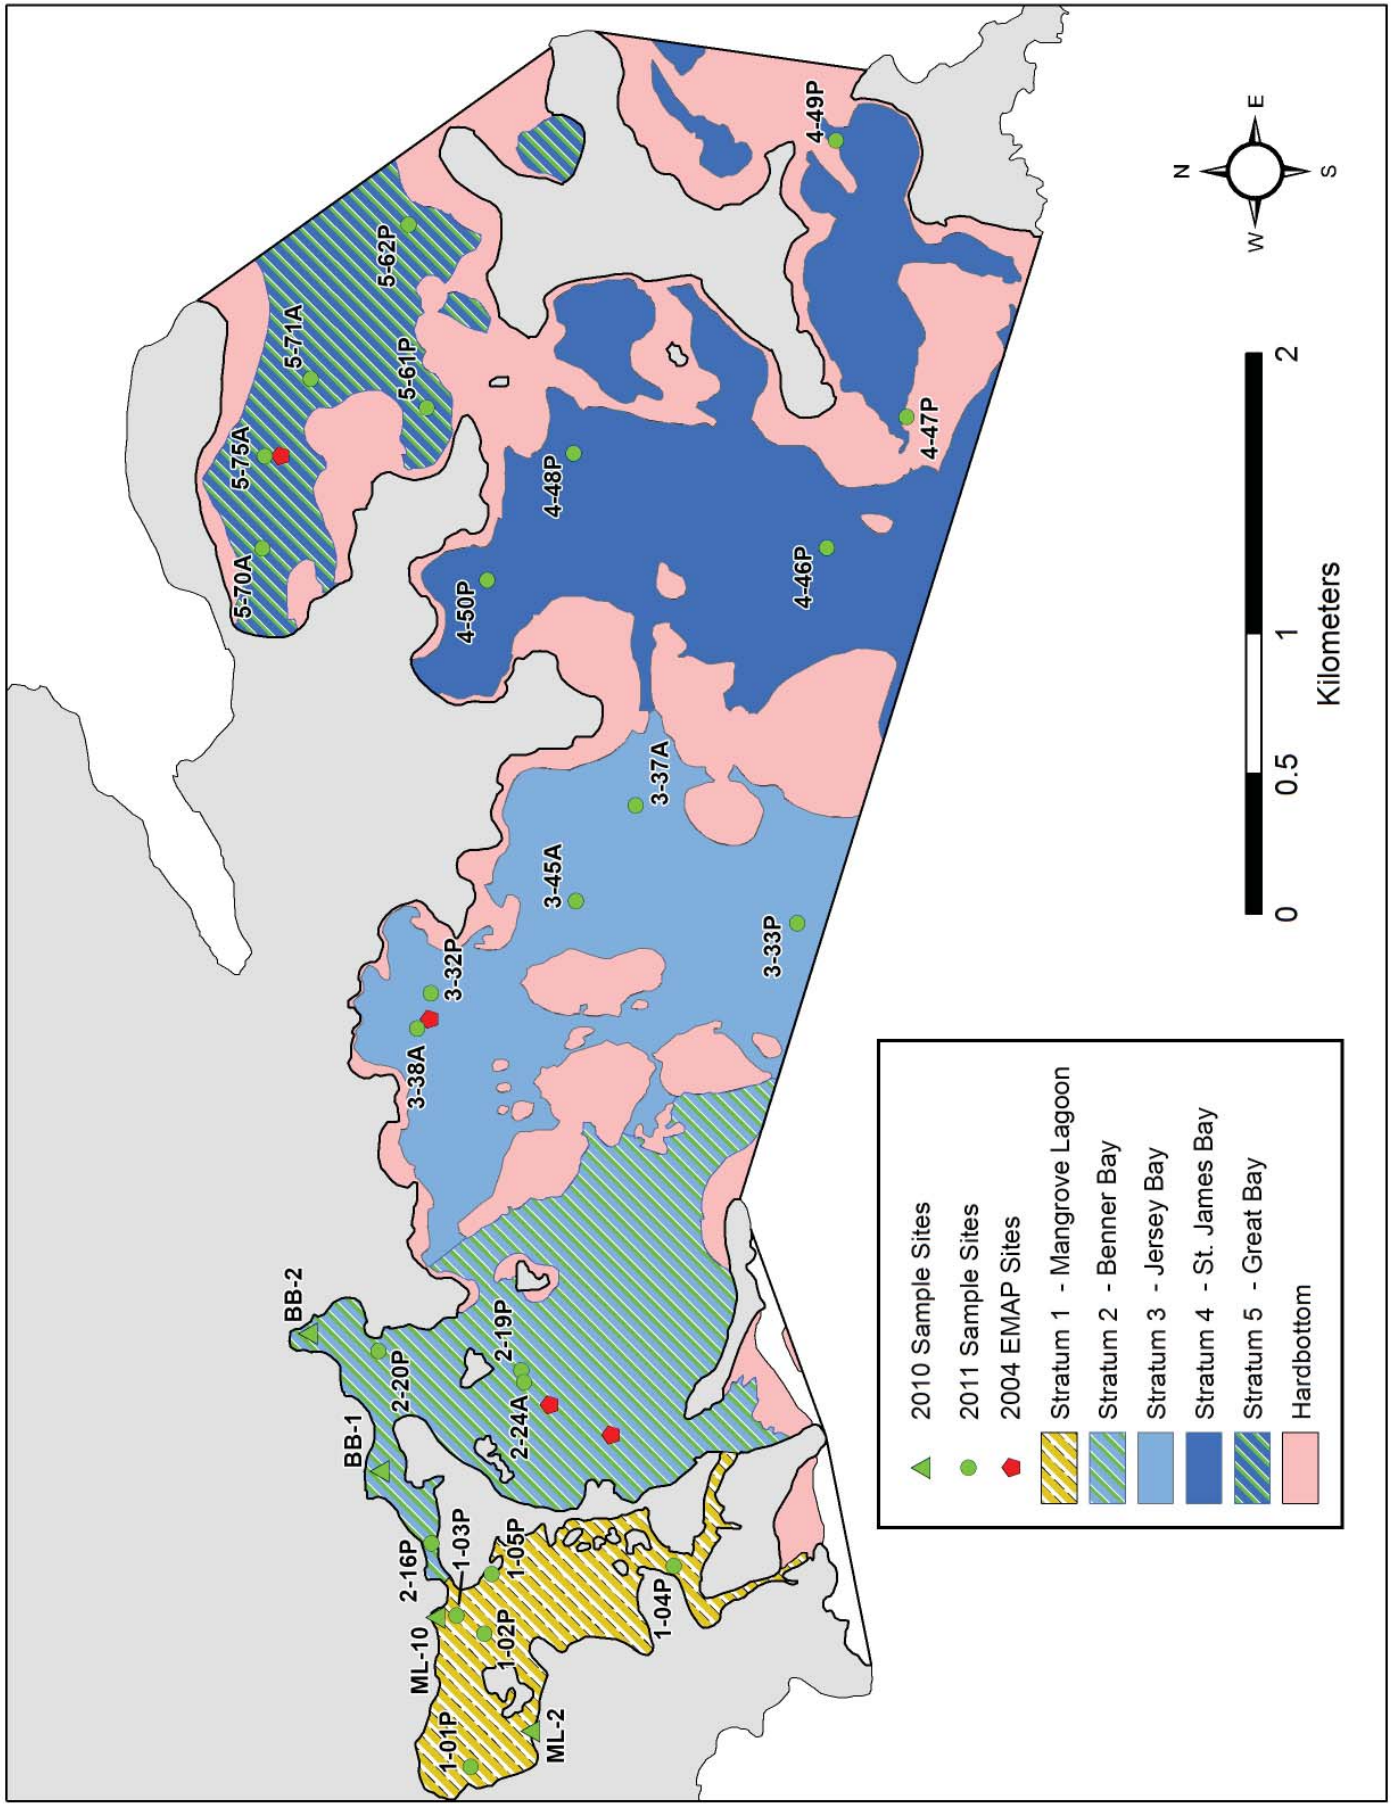 BB-2
BB-1
2-20P
2-16P
1-03P
ML-10
1-01P
1-02P
1-05P
1-04P
ML-2
2-19P
2-24A
3-38A
3-32P
3-45A
3-37A
3-33P
4-50P
4-48P
4-46P
4-47P
4-49P
5-70A
5-75A
5-71A
5-61P
5-62P
2010 Sample Sites
2011 Sample Sites
2004 EMAP Sites
Stratum 1 - Mangrove Lagoon
Stratum 2 - Benner Bay
Stratum 3 - Jersey Bay
Stratum 4 - St. James Bay
Stratum 5 - Great Bay
Hardbottom
0 0.5 1 2
Kilometers
N
W E
S